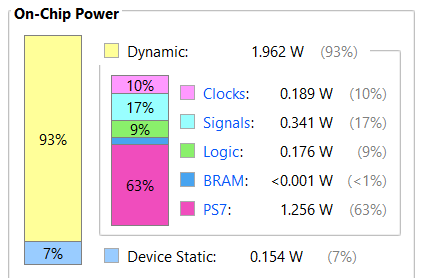 On-Chip Power
Dynamic: 1.962 W (93%)
10%
Clocks: 0.189 W (10%)
17%
Signals: 0.341 W (17%)
93%
9%
Logic: 0.176 W (9%)
BRAM: <0.001 W (<1%)
63%
PS7: 1.256 W (63%)
7%
Device Static: 0.154 W (7%)